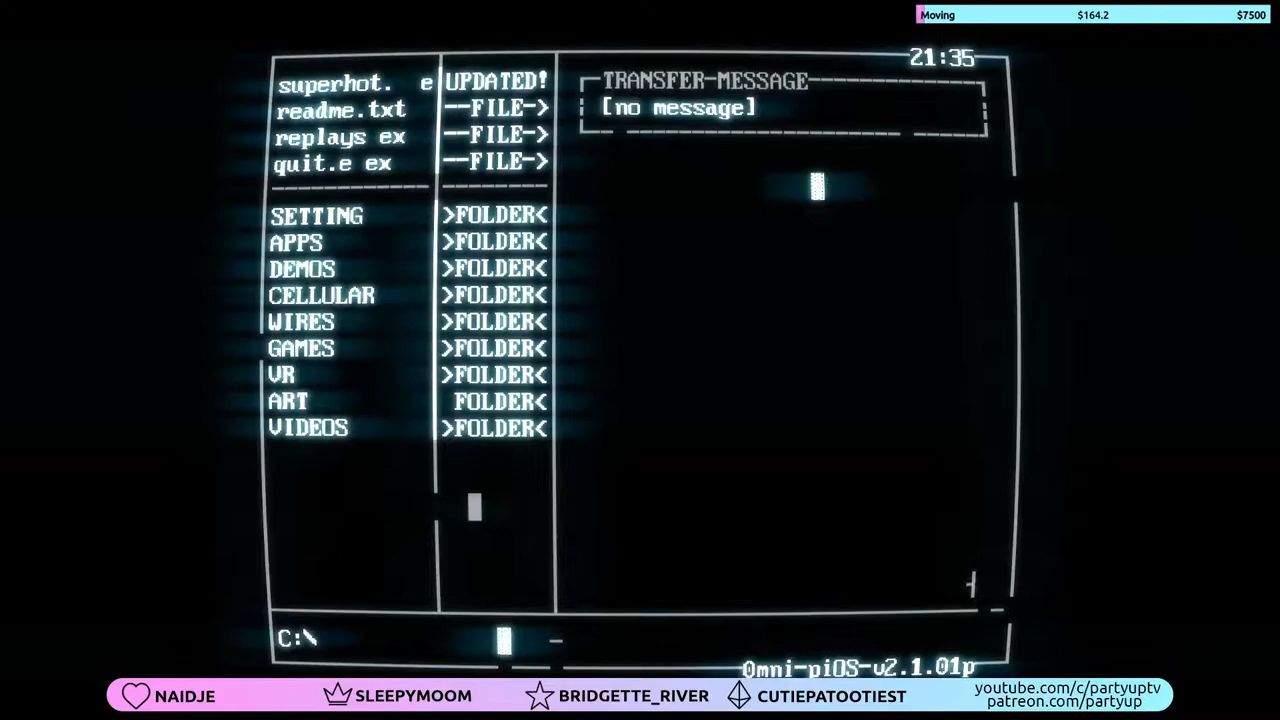 Moving $164.2 $7500
21:35
superhot. e UPDATED!
readme.txt --FILE->
replays ex --FILE->
quit.e ex --FILE->
TRANSFER-MESSAGE
[no message]
SETTING >FOLDER<
APPS >FOLDER<
DEMOS >FOLDER<
CELLULAR >FOLDER<
WIRES >FOLDER<
GAMES >FOLDER<
VR >FOLDER<
ART FOLDER<
VIDEOS >FOLDER<
C:\
0mni-piOS-v2.1.01p
NAIDJE SLEEPYMOOM BRIDGETTE_RIVER CUTIEPATOOTIEST
youtube.com/c/partyuptv
patreon.com/partyup